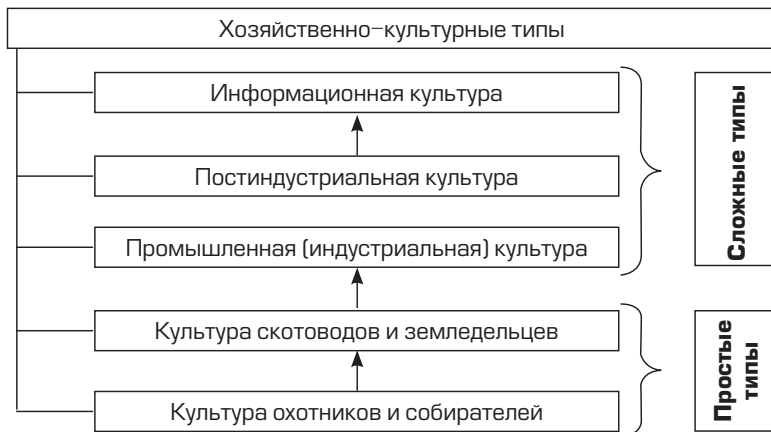 Хозяйственно–культурные типы
Информационная культура
Постиндустриальная культура
Промышленная (индустриальная) культура
Сложные типы
Культура скотоводов и земледельцев
Культура охотников и собирателей
Простые
типы